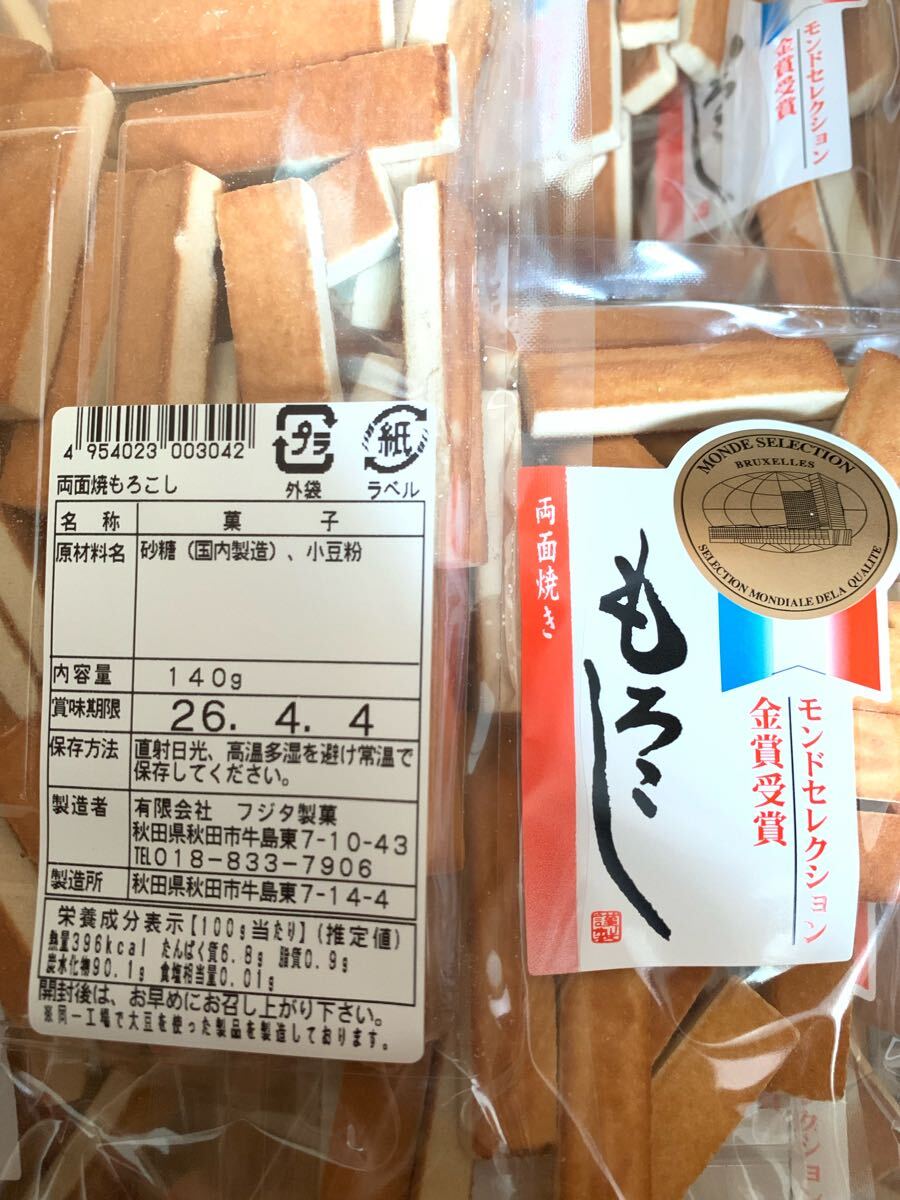 4 954023 003042
プラ
外袋
紙
ラベル
両面焼もろこし
名 称 菓 子
原材料名 砂糖（国内製造）、小豆粉
内容量 140g
賞味期限 26. 4. 4
保存方法 直射日光、高温多湿を避け常温で
保存してください。
製造者 有限会社 フジタ製菓
秋田県秋田市牛島東7-10-43
TEL018-833-7906
製造所 秋田県秋田市牛島東7-14-4
栄養成分表示【100g当たり】(推定値)
熱量396kcal たんぱく質6.8g 脂質0.9g
炭水化物90.1g 食塩相当量0.01g
開封後は、お早めにお召し上がり下さい。
※同一工場で大豆を使った製品を製造しております。
MONDE SELECTION
BRUXELLES
SELECTION MONDIALE DELA QUALITE
両面焼き
もろこし
モンドセレクション
金賞受賞
モンドセレクション
金賞受賞
ろこし